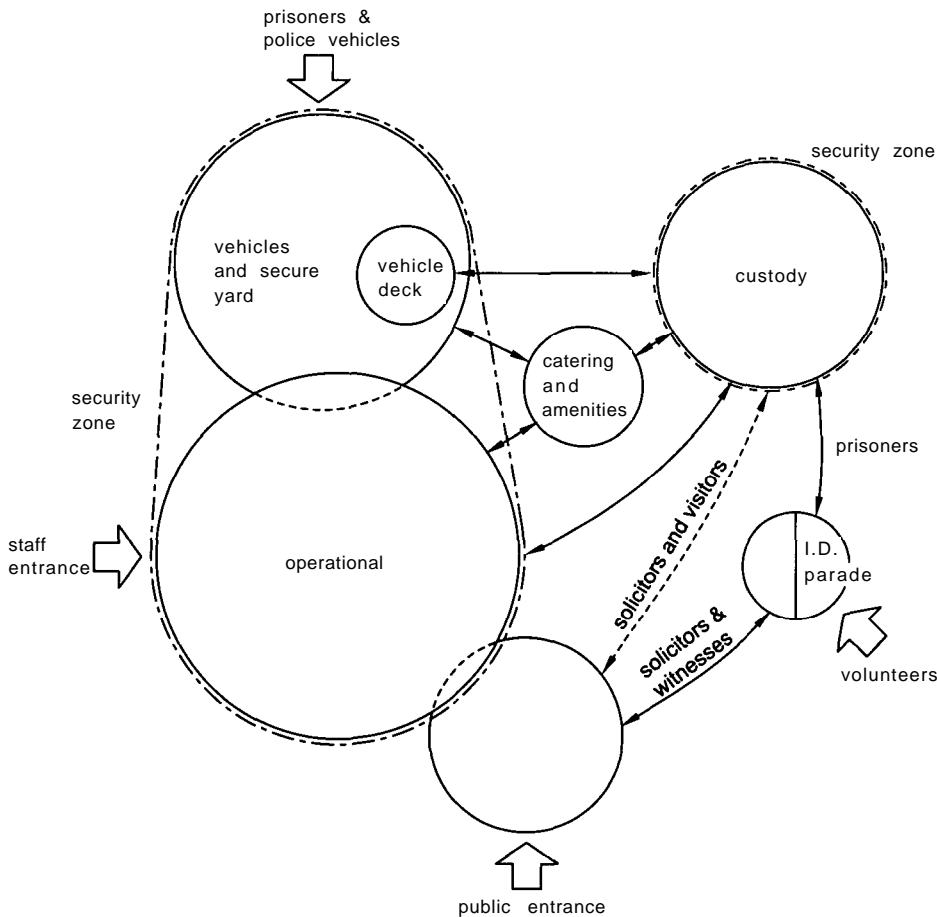 prisoners &
police vehicles
security zone
vehicles
and secure
yard
vehicle
deck
custody
catering
and
amenities
security
zone
prisoners
solicitors and visitors
staff
entrance
operational
I.D.
parade
solicitors &
witnesses
volunteers
public entrance